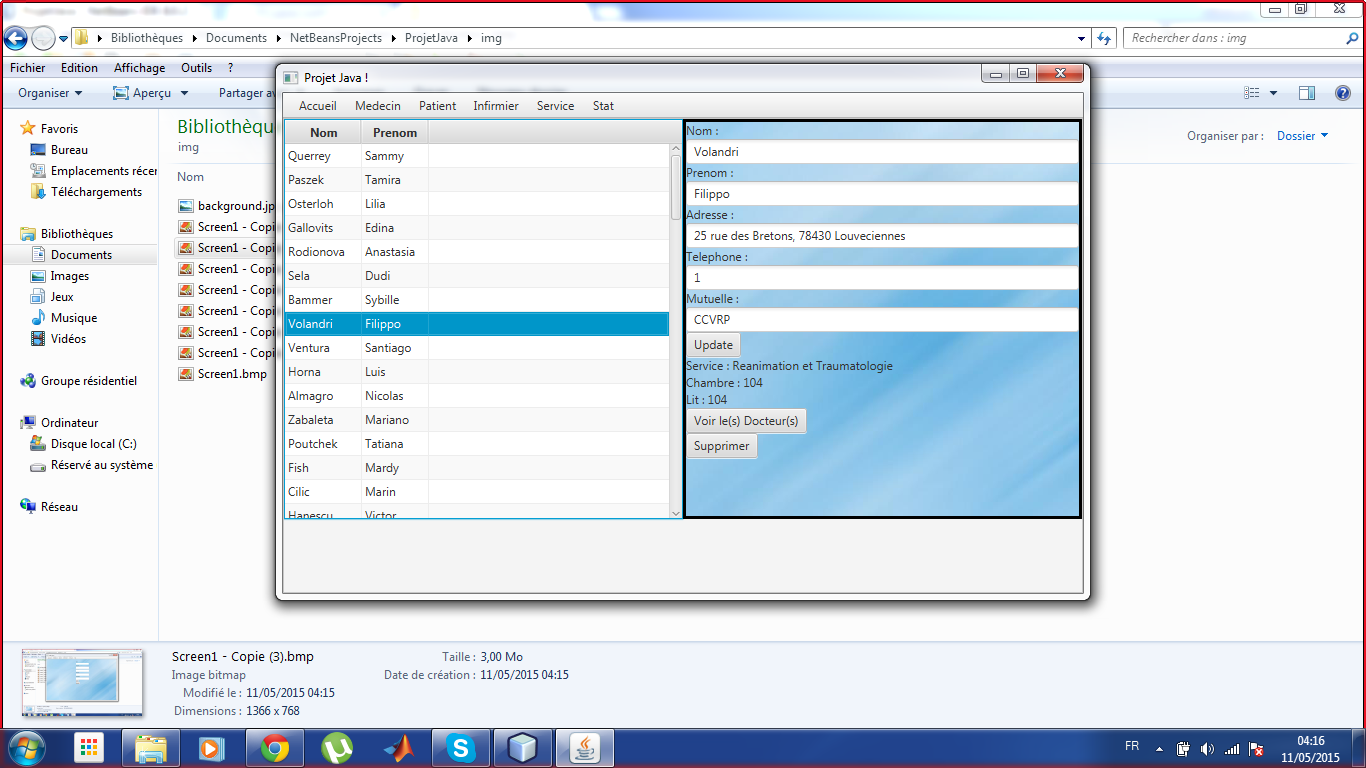 Bibliothèques Documents NetBeansProjects ProjetJava img
Rechercher dans : img
Fichier Edition Affichage Outils ?
Organiser Aperçu Partager
Favoris
Bureau
Emplacements récer
Téléchargements
Bibliothèques
Documents
Images
Jeux
Musique
Vidéos
Groupe résidentiel
Ordinateur
Disque local (C:)
Réservé au système
Réseau
Bibliothèqu
img
Organiser par : Dossier
Nom
background.jp
Screen1 - Copi
Screen1 - Copi
Screen1 - Copi
Screen1 - Copi
Screen1 - Copi
Screen1 - Copi
Screen1 - Copi
Screen1.bmp
Projet Java !
Accueil Medecin Patient Infirmier Service Stat
Nom Prenom
Querrey Sammy
Paszek Tamira
Osterloh Lilia
Gallovits Edina
Rodionova Anastasia
Sela Dudi
Bammer Sybille
Volandri Filippo
Ventura Santiago
Horna Luis
Almagro Nicolas
Zabaleta Mariano
Poutchek Tatiana
Fish Mardy
Cilic Marin
Hanescu Victor
Nom :
Volandri
Prenom :
Filippo
Adresse :
25 rue des Bretons, 78430 Louveciennes
Telephone :
1
Mutuelle :
CCVRP
Update
Service : Reanimation et Traumatologie
Chambre : 104
Lit : 104
Voir le(s) Docteur(s)
Supprimer
Screen1 - Copie (3).bmp
Image bitmap
Modifié le : 11/05/2015 04:15
Dimensions : 1366 x 768
Taille : 3,00 Mo
Date de création : 11/05/2015 04:15
FR
04:16
11/05/2015